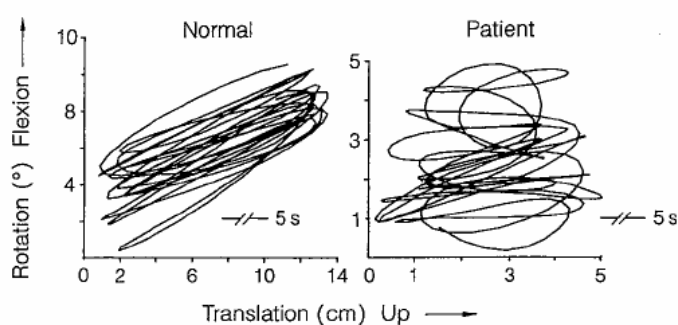 Normal
Patient
Rotation (°) Flexion
10
8
4
0 2 6 10 14
5 s
5
3
1
0 1 3 5
5 s
Translation (cm) Up